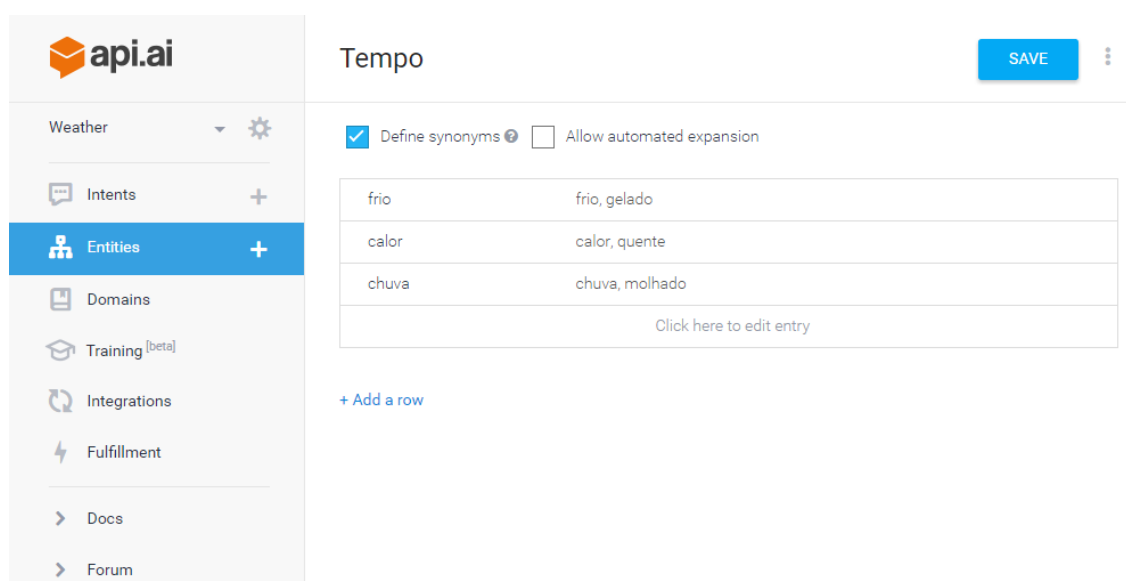 api.ai
Tempo
SAVE
Weather
Define synonyms ?
Allow automated expansion
Intents
frio frio, gelado
Entities
calor calor, quente
Domains
chuva chuva, molhado
Click here to edit entry
Training [beta]
Integrations
+ Add a row
Fulfillment
Docs
Forum